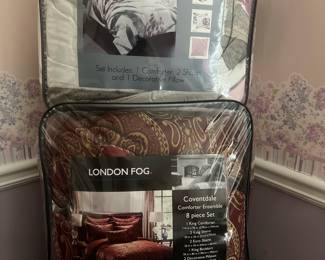 Set Includes: 1 Comforter, 2 Shams
and 1 Decorative Pillow
LONDON FOG
Coventdale
Comforter Ensemble
8 piece Set
1 King Comforter
2 King Shams
2 Euro Shams
1 King Bedskirt
2 Decorative Pillows